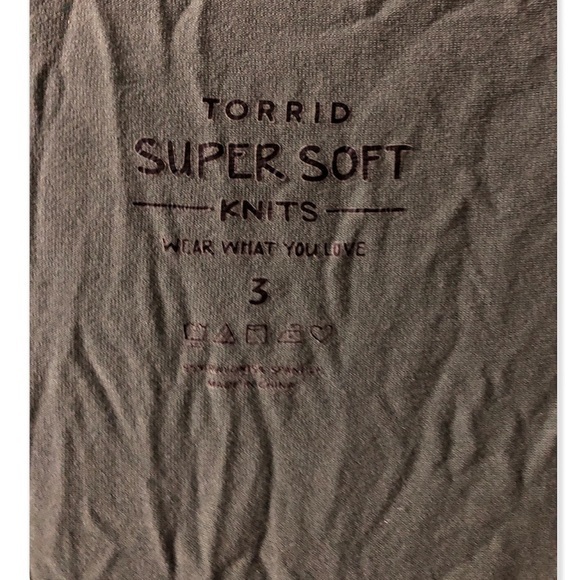 TORRID
SUPER SOFT
KNITS
WEAR WHAT YOU LOVE
3
MADE IN CHINA